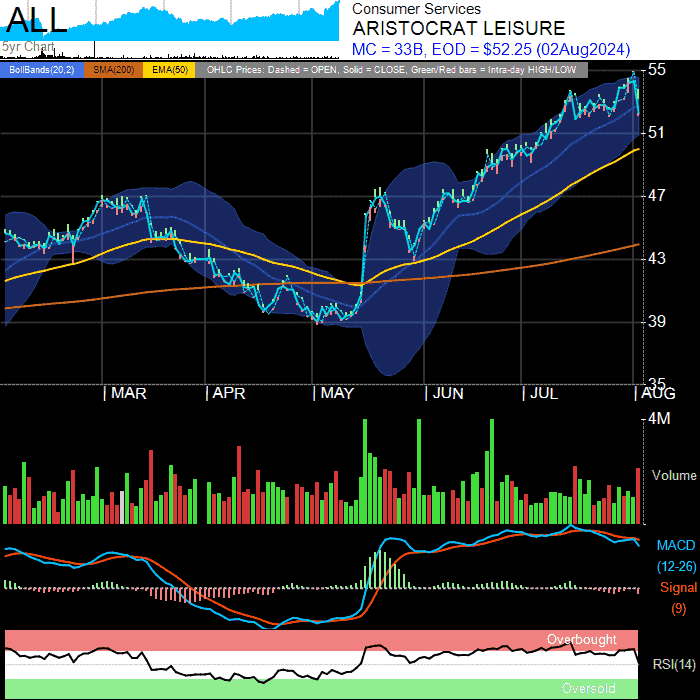 ALL
5yr Chart
Consumer Services
ARISTOCRAT LEISURE
MC = 33B, EOD = $52.25 (02Aug2024)
BollBands(20,2) SMA(200) EMA(50) OHLC Prices: Dashed = OPEN, Solid = CLOSE, Green/Red bars = Intra-day HIGH/LOW
55
51
47
43
39
35
| MAR | APR | MAY | JUN | JUL | AUG
4M
Volume
MACD
(12-26)
Signal
(9)
Overbought
RSI(14)
Oversold